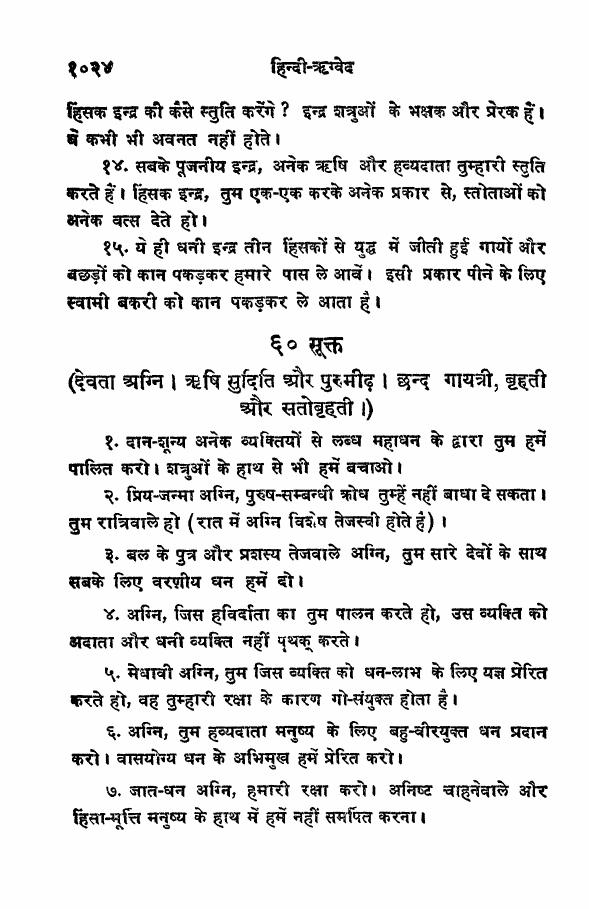 १०२४ हिन्दी-ऋग्वेद
हिंसक इन्द्र की कैसे स्तुति करेंगे? इन्द्र शत्रुओं के भक्षक और प्रेरक हैं।
वे कभी भी अवनत नहीं होते।
१४. सबके पूजनीय इन्द्र, अनेक ऋषि और हव्यदाता तुम्हारी स्तुति
करते हैं। हिंसक इन्द्र, तुम एक-एक करके अनेक प्रकार से, स्तोताओं को
अनेक वत्स देते हो।
१५. ये ही धनी इन्द्र तीन हिंसकों से युद्ध में जीती हुई गायों और
बछड़ों को कान पकड़कर हमारे पास ले आवें। इसी प्रकार पीने के लिए
स्वामी बकरी को कान पकड़कर ले आता है।
६० सूक्त
(देवता अग्नि। ऋषि सुदिति और पुरुमीढ़। छन्द गायत्री, बृहती
और सतोबृहती।)
१. दान-शून्य अनेक व्यक्तियों से लब्ध महाधन के द्वारा तुम हमें
पालित करो। शत्रुओं के हाथ से भी हमें बचाओ।
२. प्रिय-जन्मा अग्नि, पुरुष-सम्बन्धी क्रोध तुम्हें नहीं बाधा दे सकता।
तुम रात्रिवाले हो (रात में अग्नि विशेष तेजस्वी होते हैं)।
३. बल के पुत्र और प्रशस्य तेजवाले अग्नि, तुम सारे देवों के साथ
सबके लिए वरणीय धन हमें दो।
४. अग्नि, जिस हविर्दाता का तुम पालन करते हो, उस व्यक्ति को
अदाता और धनी व्यक्ति नहीं पृथक् करते।
५. मेधावी अग्नि, तुम जिस व्यक्ति को धन-लाभ के लिए यज्ञ प्रेरित
करते हो, वह तुम्हारी रक्षा के कारण गो-संयुक्त होता है।
६. अग्नि, तुम हव्यदाता मनुष्य के लिए बहु-वीरयुक्त धन प्रदान
करो। वासयोग्य धन के अभिमुख हमें प्रेरित करो।
७. जात-धन अग्नि, हमारी रक्षा करो। अनिष्ट चाहनेवाले और
हिंसा-मूर्त्ति मनुष्य के हाथ में हमें नहीं समर्पित करना।